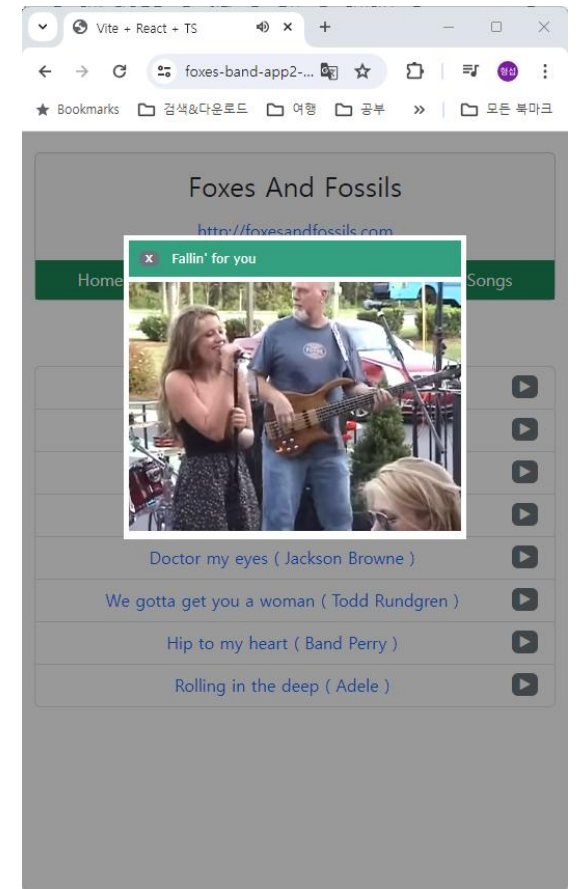 Vite + React + TS
foxes-band-app2-...
형섭
Bookmarks 검색&다운로드 여행 공부 » 모든 북마크
Foxes And Fossils
http://foxesandfossils.com
x Fallin' for you
Home Songs
Doctor my eyes ( Jackson Browne )
We gotta get you a woman ( Todd Rundgren )
Hip to my heart ( Band Perry )
Rolling in the deep ( Adele )